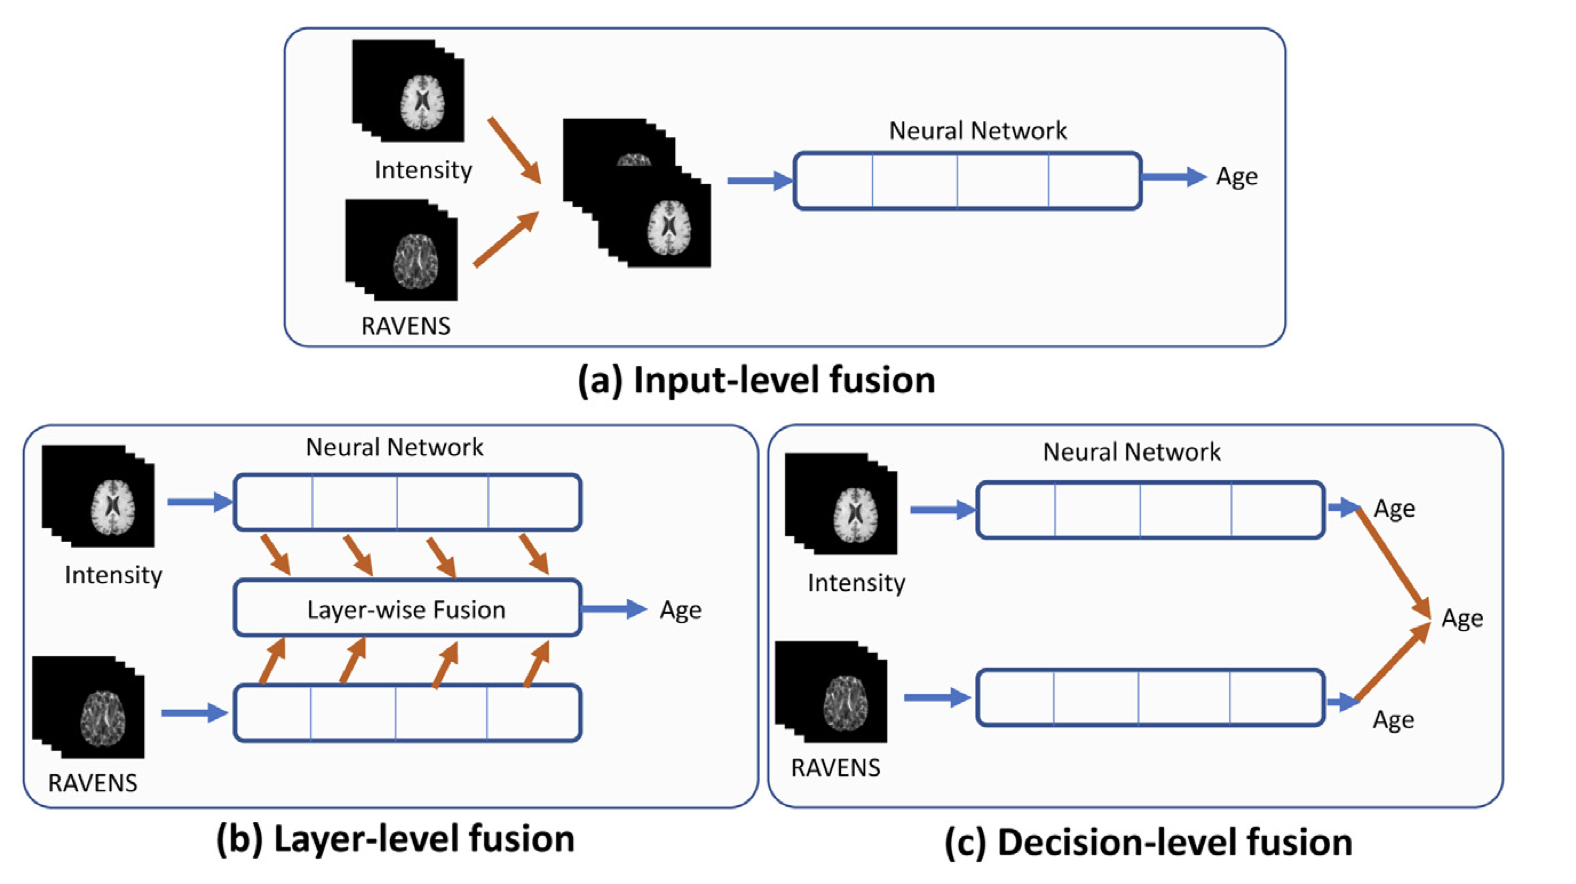 Intensity
RAVENS
Neural Network
Age
(a) Input-level fusion
Neural Network
Intensity
Layer-wise Fusion
Age
RAVENS
(b) Layer-level fusion
Neural Network
Age
Intensity
Age
Age
RAVENS
(c) Decision-level fusion